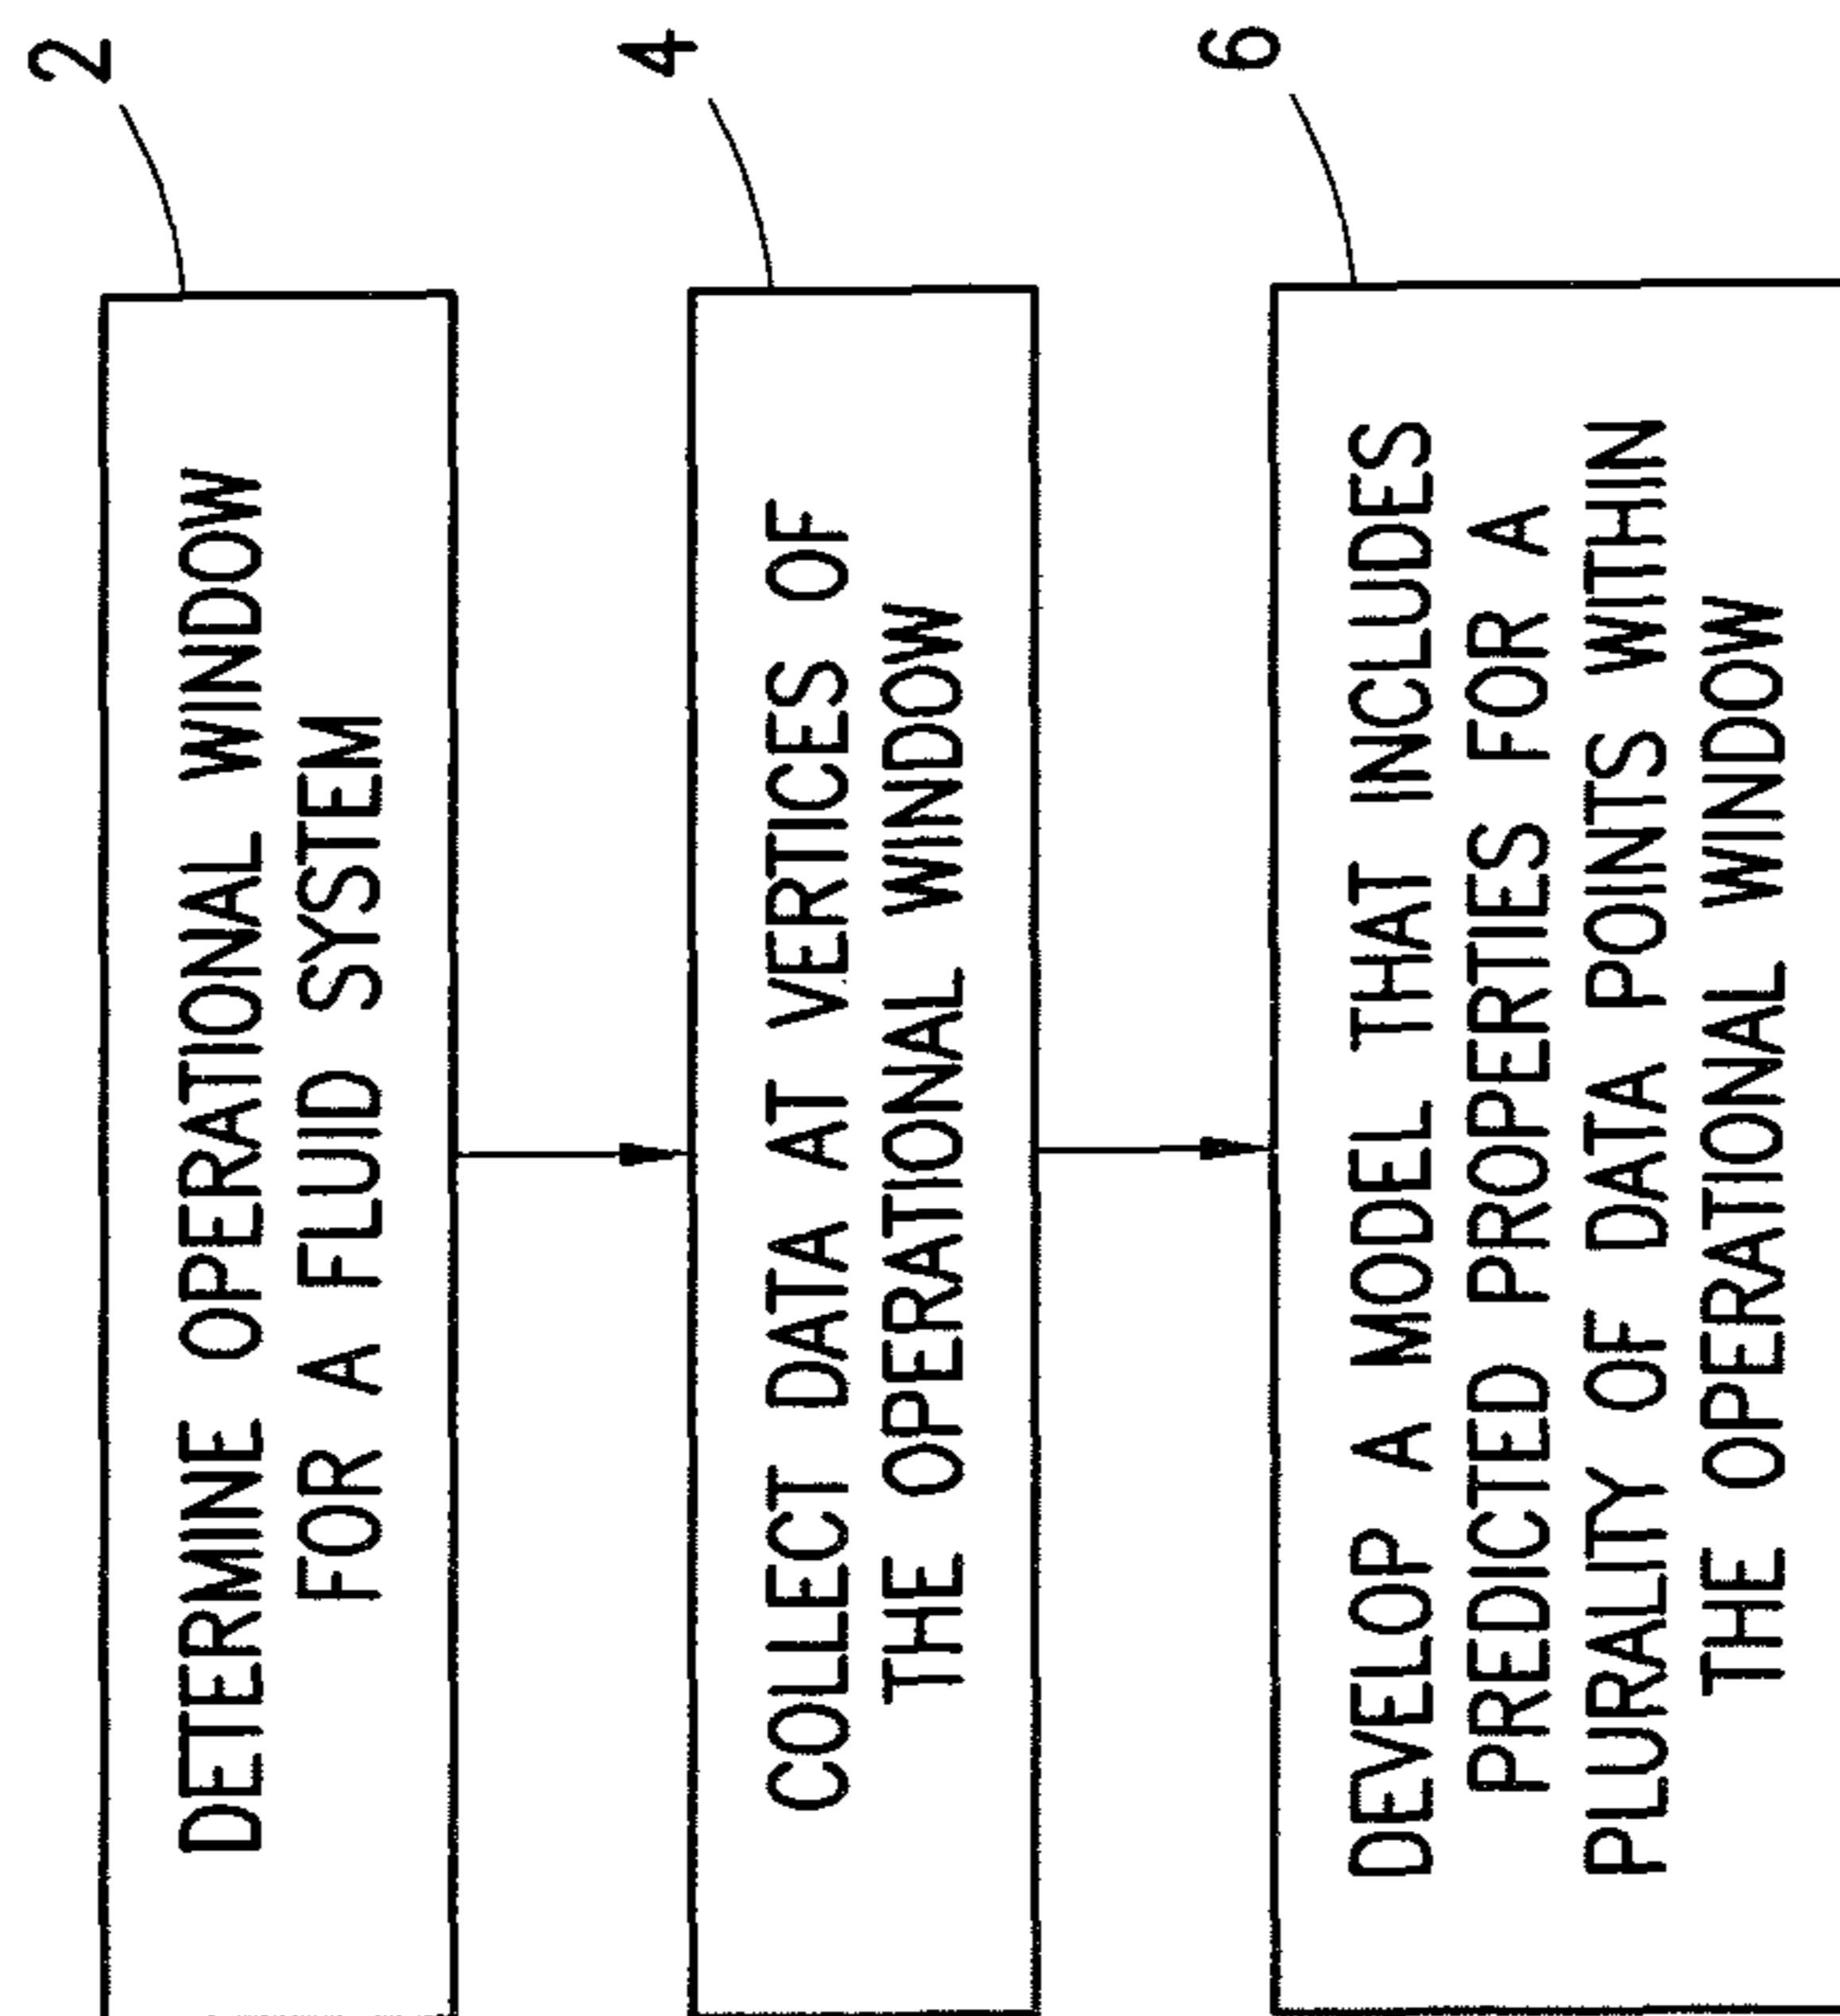 2
DETERMINE OPERATIONAL WINDOW
FOR A FLUID SYSTEM
4
COLLECT DATA AT VERTICES OF
THE OPERATIONAL WINDOW
6
DEVELOP A MODEL THAT INCLUDES
PREDICTED PROPERTIES FOR A
PLURALITY OF DATA POINTS WITHIN
THE OPERATIONAL WINDOW